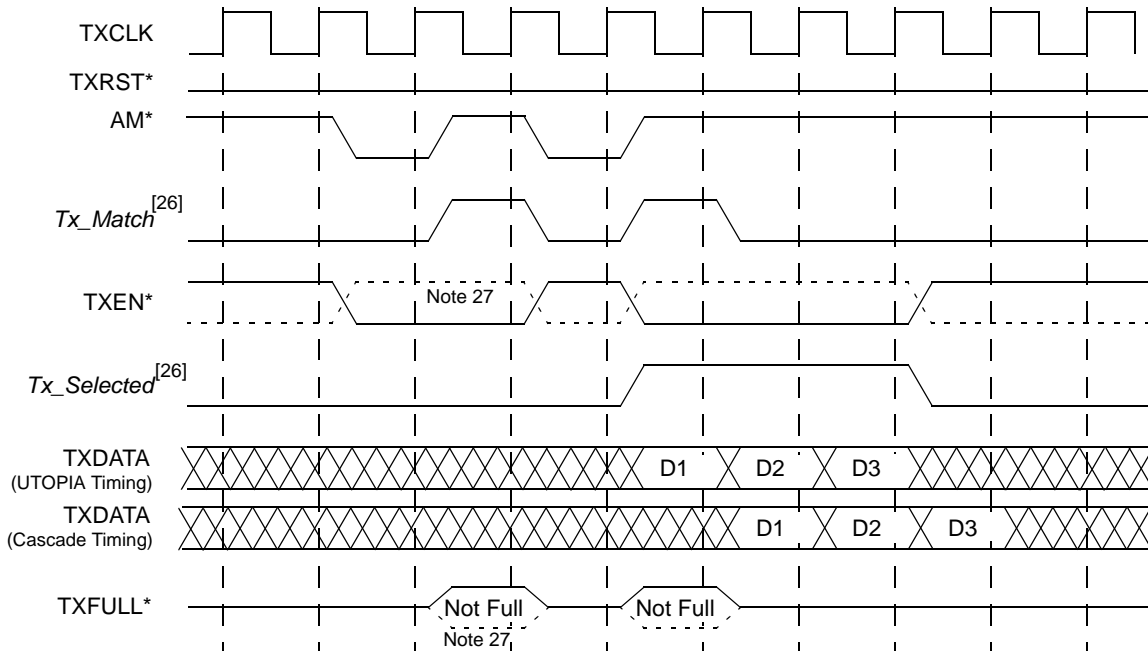 TXCLK
TXRST*
AM*
Tx_Match[26]
TXEN*
Note 27
Tx_Selected[26]
TXDATA
(UTOPIA Timing)
D1 D2 D3
TXDATA
(Cascade Timing)
D1 D2 D3
TXFULL*
Not Full Not Full
Note 27